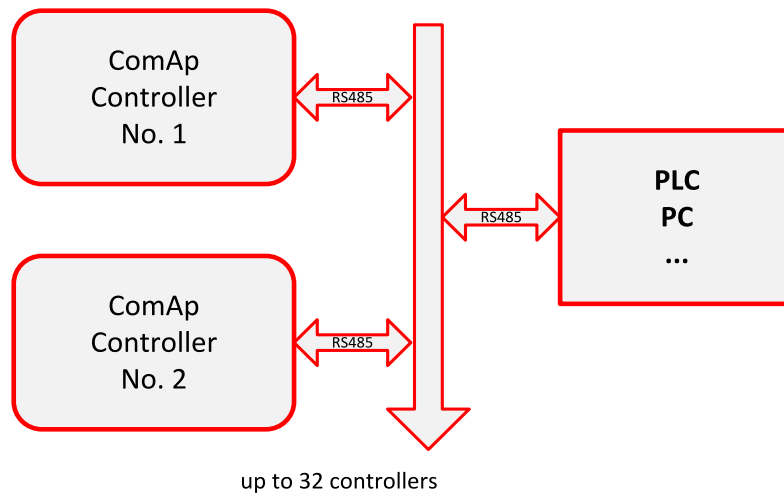 ComAp
Controller
No. 1
RS485
PLC
PC
...
RS485
ComAp
Controller
No. 2
RS485
up to 32 controllers